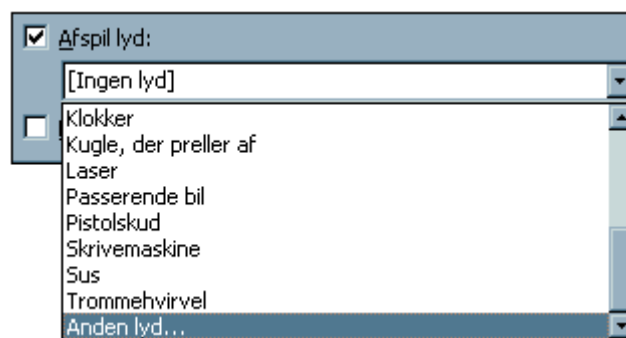 Afspil lyd:
[Ingen lyd]
Klokker
Kugle, der preller af
Laser
Passerende bil
Pistolskud
Skrivemaskine
Sus
Trommehvirvel
Anden lyd...